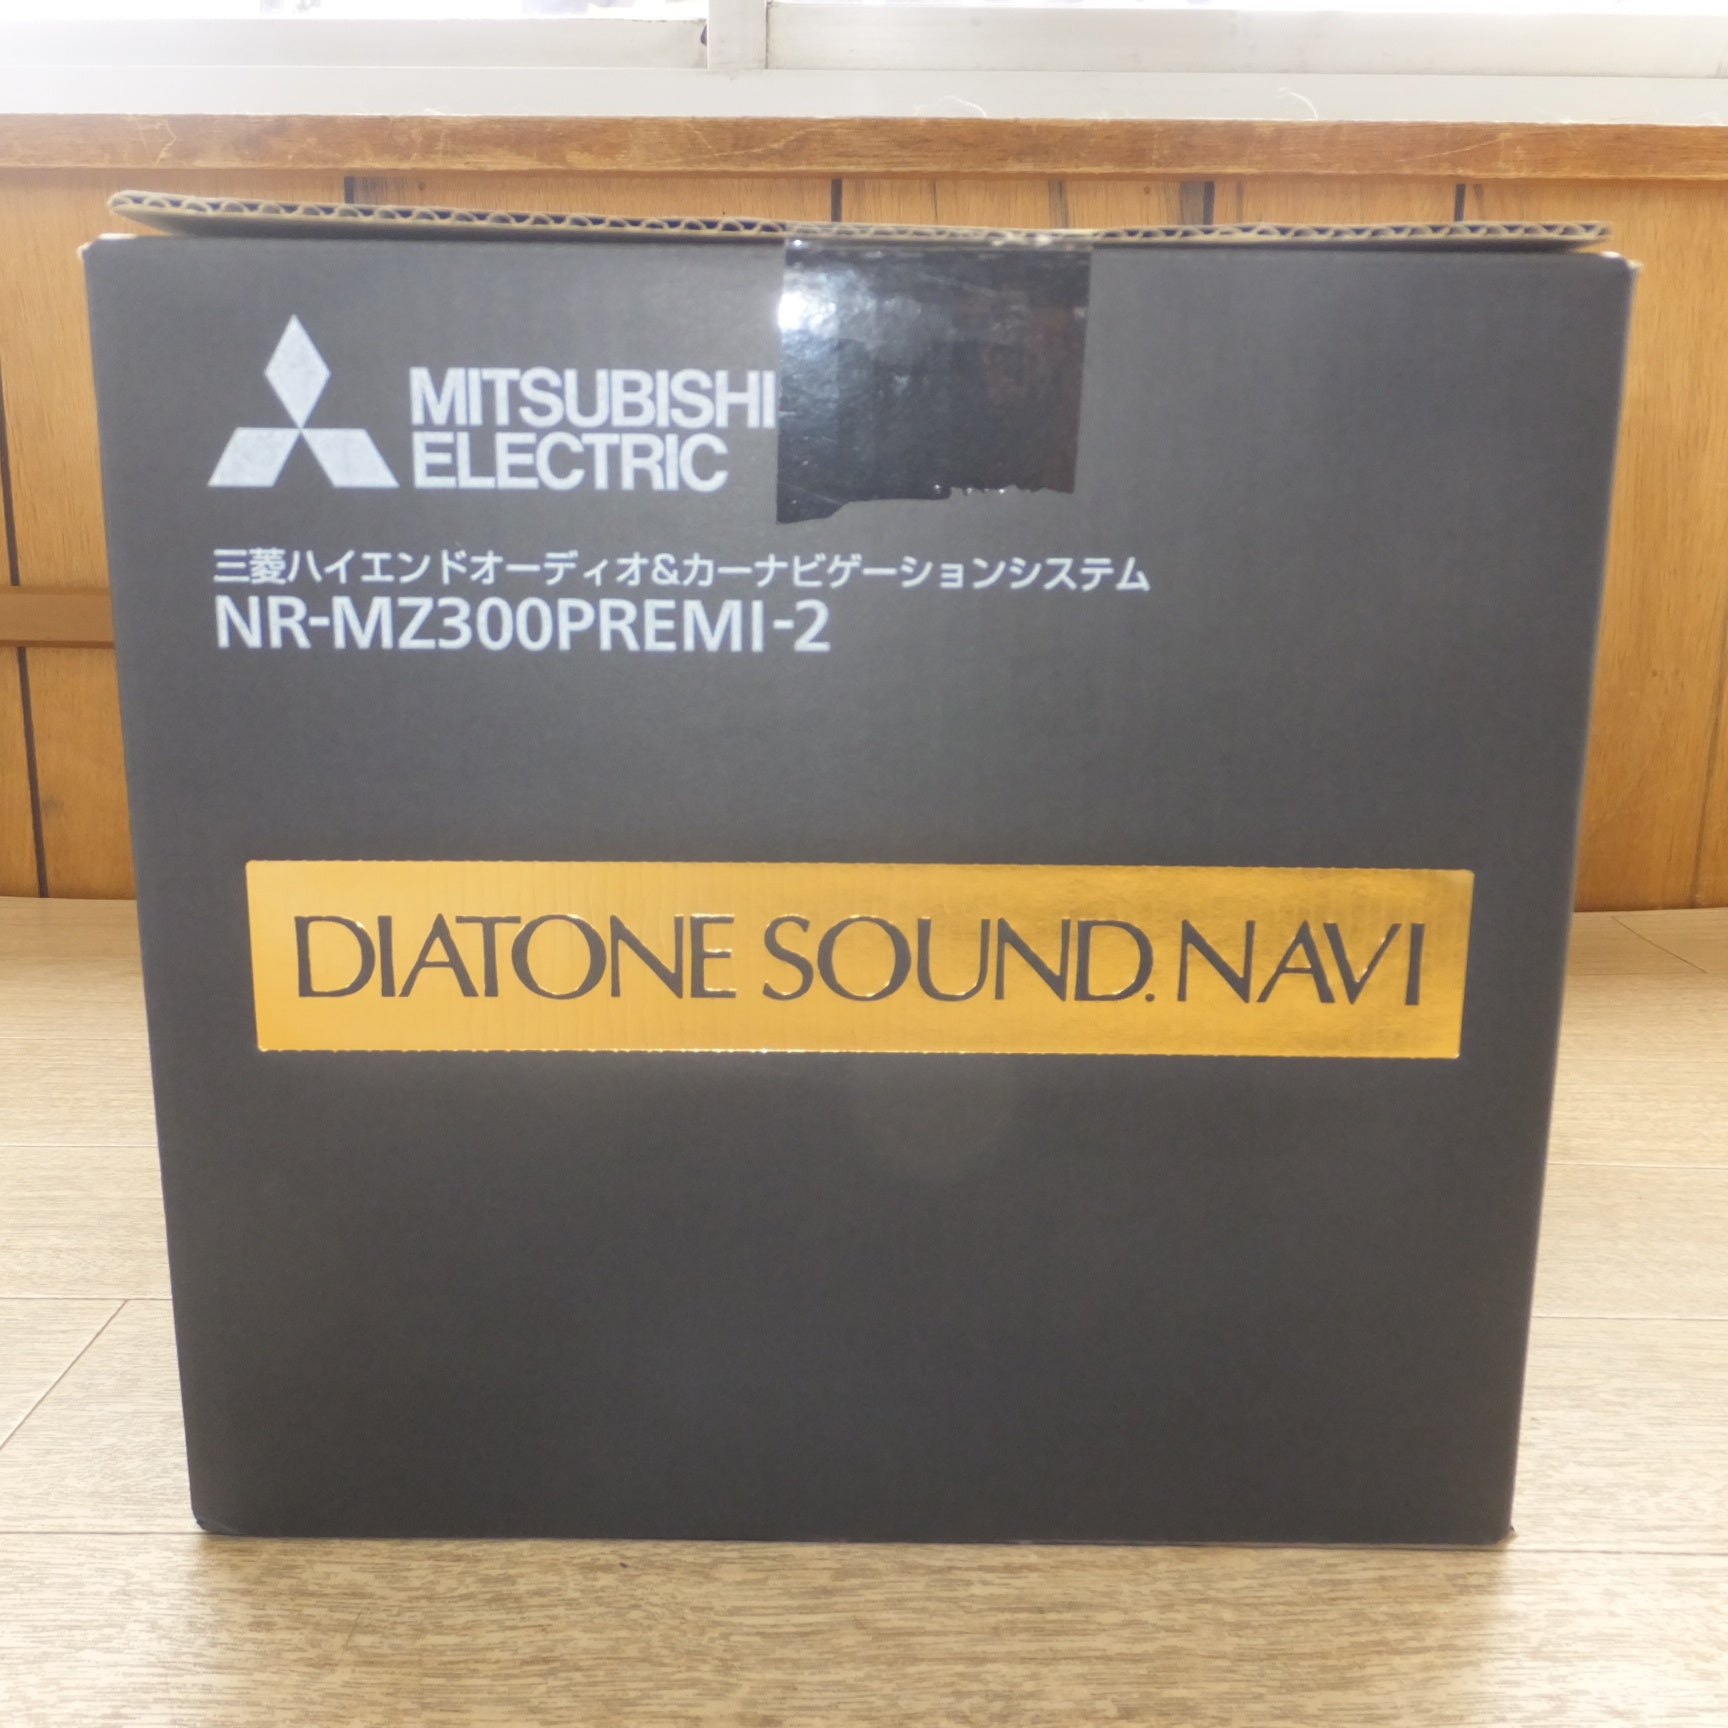 MITSUBISHI
ELECTRIC
三菱ハイエンドオーディオ&カーナビゲーションシステム
NR-MZ300PREMI-2
DIATONE SOUND.NAVI